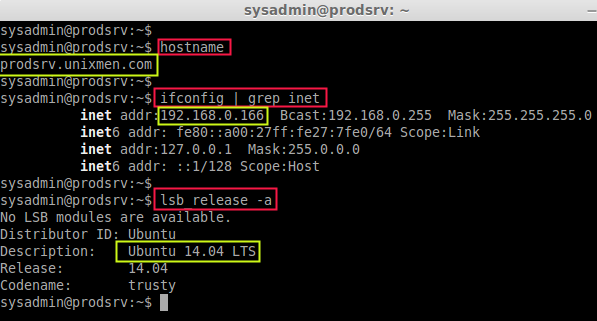 sysadmin@prodsrv: ~
sysadmin@prodsrv:~$
sysadmin@prodsrv:~$ hostname
prodsrv.unixmen.com
sysadmin@prodsrv:~$
sysadmin@prodsrv:~$ ifconfig | grep inet
inet addr:192.168.0.166  Bcast:192.168.0.255  Mask:255.255.255.0
inet6 addr: fe80::a00:27ff:fe27:7fe0/64 Scope:Link
inet addr:127.0.0.1  Mask:255.0.0.0
inet6 addr: ::1/128 Scope:Host
sysadmin@prodsrv:~$
sysadmin@prodsrv:~$ lsb_release -a
No LSB modules are available.
Distributor ID: Ubuntu
Description:    Ubuntu 14.04 LTS
Release:        14.04
Codename:       trusty
sysadmin@prodsrv:~$